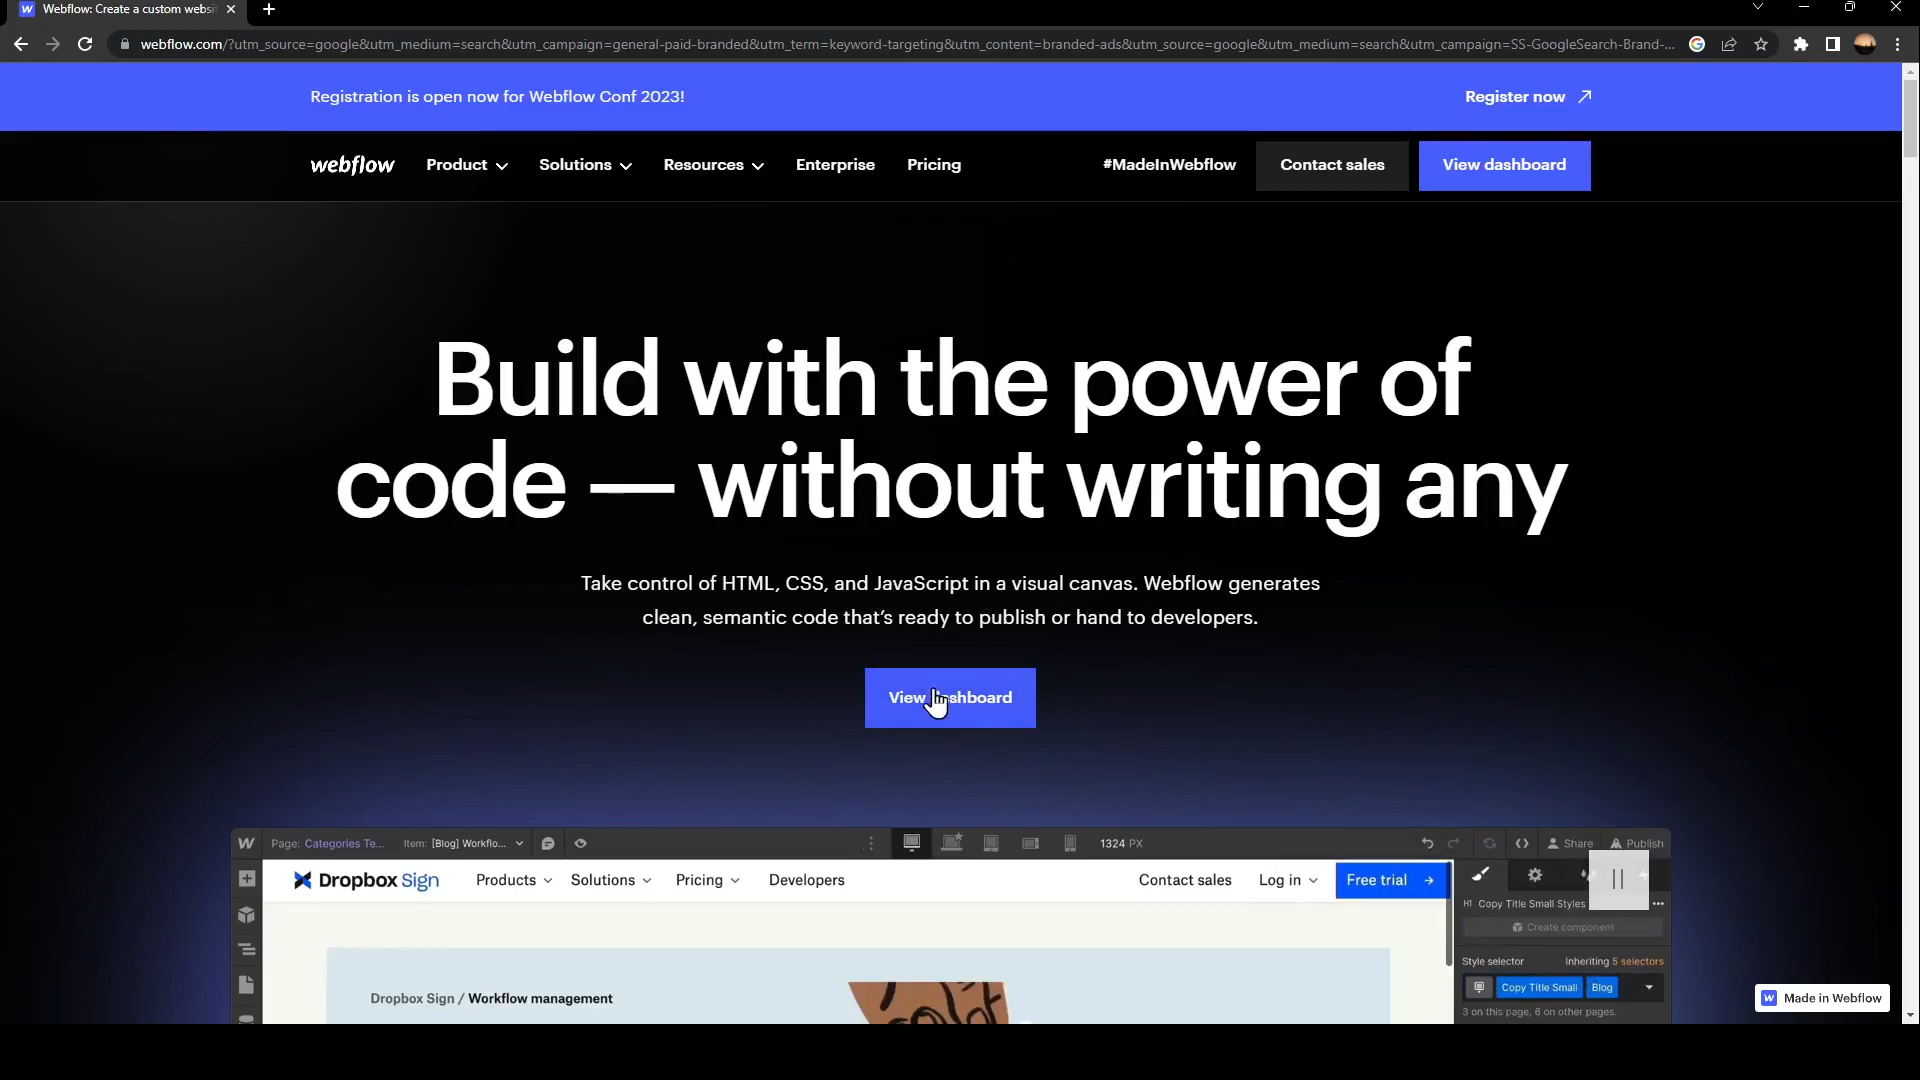 Webflow: Create a custom websi
webflow.com/?utm_source=google&utm_medium=search&utm_campaign=general-paid-branded&utm_term=keyword-targeting&utm_content=branded-ads&utm_source=google&utm_medium=search&utm_campaign=SS-GoogleSearch-Brand-...
Registration is open now for Webflow Conf 2023!
Register now
webflow Product Solutions Resources Enterprise Pricing #MadeInWebflow Contact sales View dashboard
Build with the power of
code — without writing any
Take control of HTML, CSS, and JavaScript in a visual canvas. Webflow generates
clean, semantic code that's ready to publish or hand to developers.
View dashboard
W Page: Categories Te... Item: [Blog] Workflo... 1324 PX Share Publish
Dropbox Sign Products Solutions Pricing Developers Contact sales Log in Free trial
H1 Copy Title Small Styles
Create component
Style selector Inheriting 5 selectors
Copy Title Small Blog
Dropbox Sign / Workflow management
3 on this page, 6 on other pages.
Made in Webflow